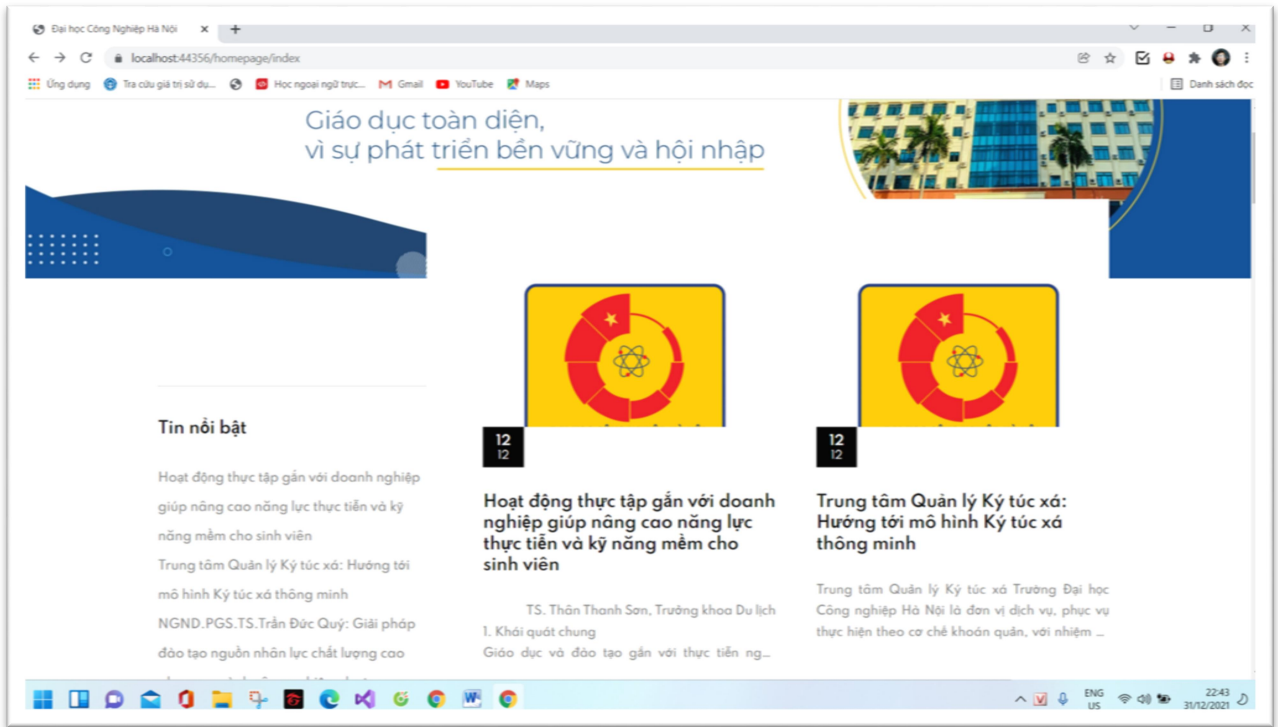 Đại học Công Nghiệp Hà Nội
localhost:44356/homepage/index
Ứng dụng
Tra cứu giá trị sử dụ...
Học ngoại ngữ trực...
Gmail
YouTube
Maps
Danh sách đọc
Giáo dục toàn diện,
vì sự phát triển bền vững và hội nhập
Tin nổi bật
Hoạt động thực tập gắn với doanh nghiệp
giúp nâng cao năng lực thực tiễn và kỹ
năng mềm cho sinh viên
Trung tâm Quản lý Ký túc xá: Hướng tới
mô hình Ký túc xá thông minh
NGND.PGS.TS.Trần Đức Quý: Giải pháp
đào tạo nguồn nhân lực chất lượng cao
12
12
Hoạt động thực tập gắn với doanh
nghiệp giúp nâng cao năng lực
thực tiễn và kỹ năng mềm cho
sinh viên
TS. Thân Thanh Sơn, Trưởng khoa Du lịch
1. Khái quát chung
Giáo dục và đào tạo gắn với thực tiễn ng...
12
12
Trung tâm Quản lý Ký túc xá:
Hướng tới mô hình Ký túc xá
thông minh
Trung tâm Quản lý Ký túc xá Trường Đại học
Công nghiệp Hà Nội là đơn vị dịch vụ, phục vụ
thực hiện theo cơ chế khoán quản, với nhiệm ...
ENG
US
22:43
31/12/2021